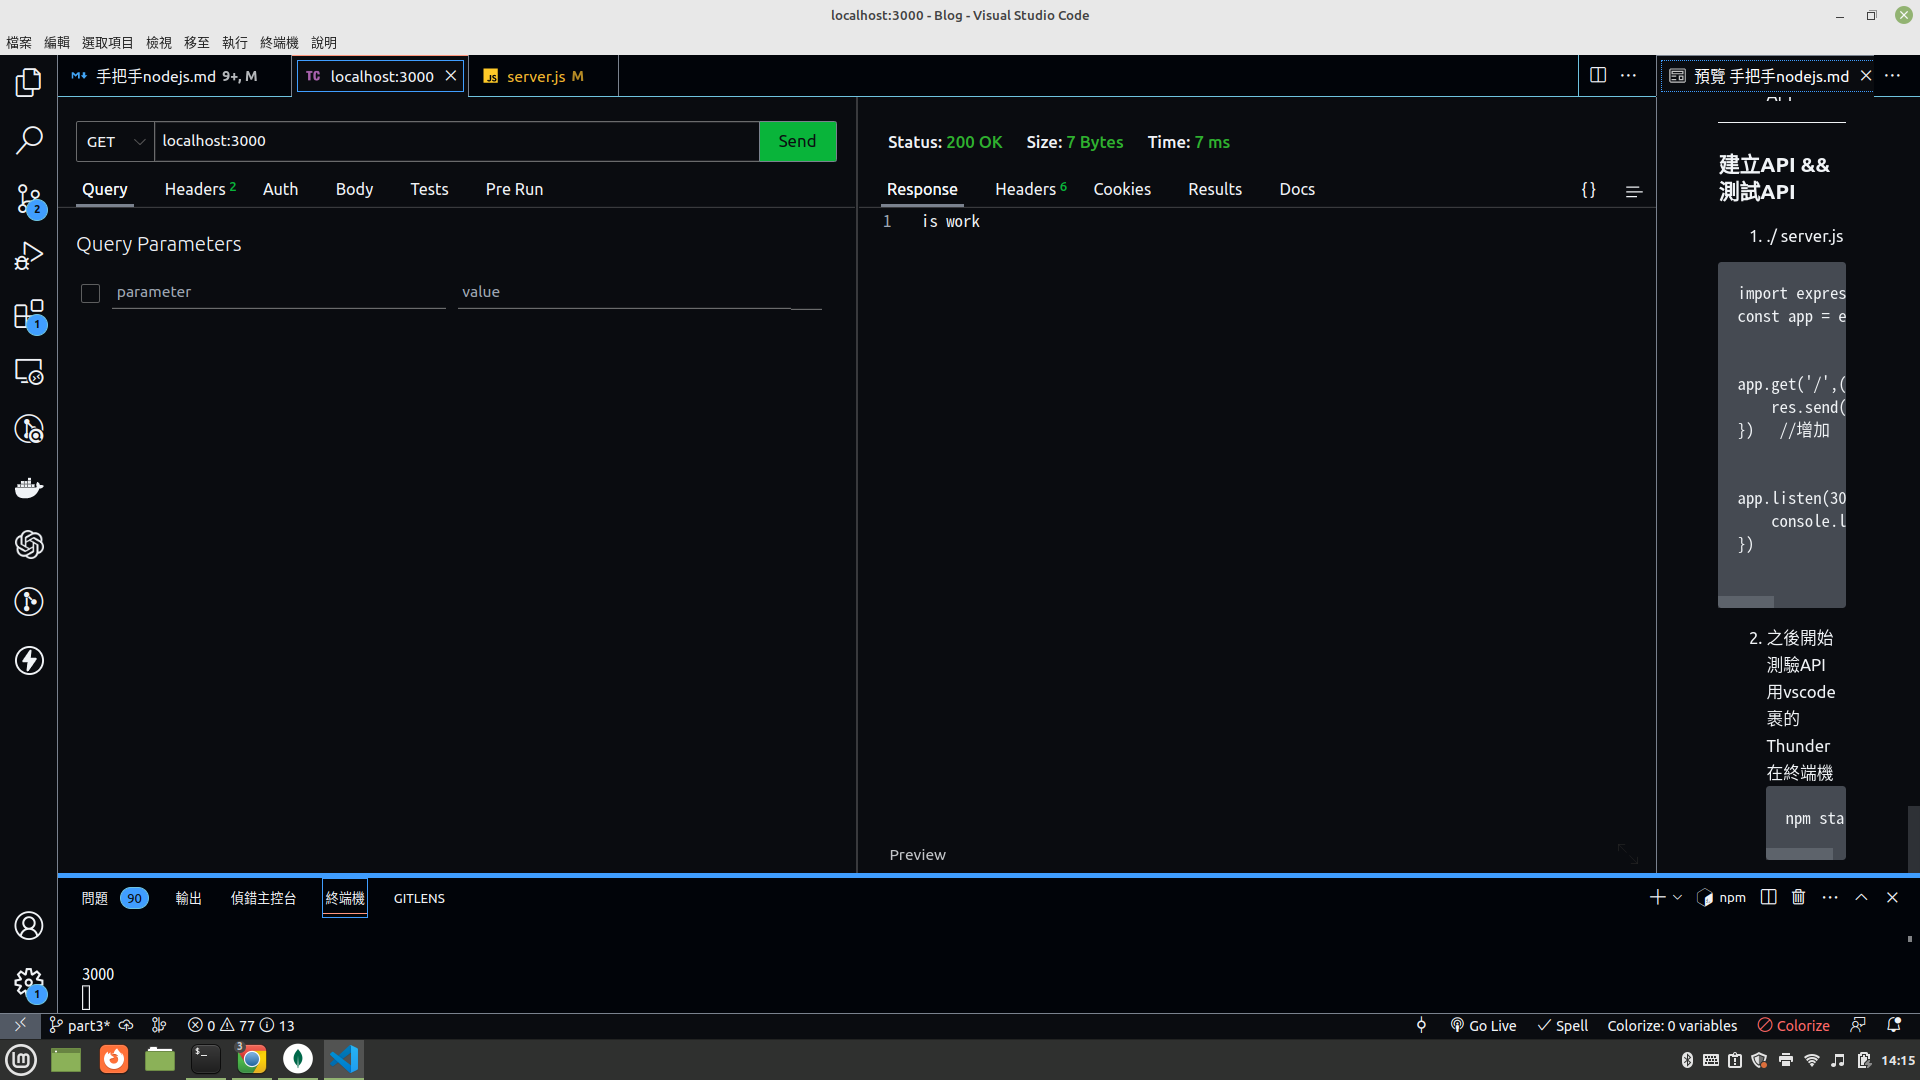 localhost:3000 - Blog - Visual Studio Code
檔案 編輯 選取項目 檢視 移至 執行 終端機 說明
手把手nodejs.md 9+, M
TC localhost:3000
JS server.js M
預覽 手把手nodejs.md
GET localhost:3000 Send
Query Headers 2 Auth Body Tests Pre Run
Query Parameters
parameter value
Status: 200 OK Size: 7 Bytes Time: 7 ms
Response Headers 6 Cookies Results Docs {}
1 is work
Preview
建立API &&
測試API
1. ./ server.js
import expres
const app = e
app.get('/',(
res.send(
}) //增加
app.listen(30
console.l
})
2. 之後開始
測驗API
用vscode
裹的
Thunder
在終端機
npm sta
2
1
1
問題 90 輸出 偵錯主控台 終端機 GITLENS
npm
3000
part3* 0 77 13
Go Live Spell Colorize: 0 variables Colorize
3
14:15